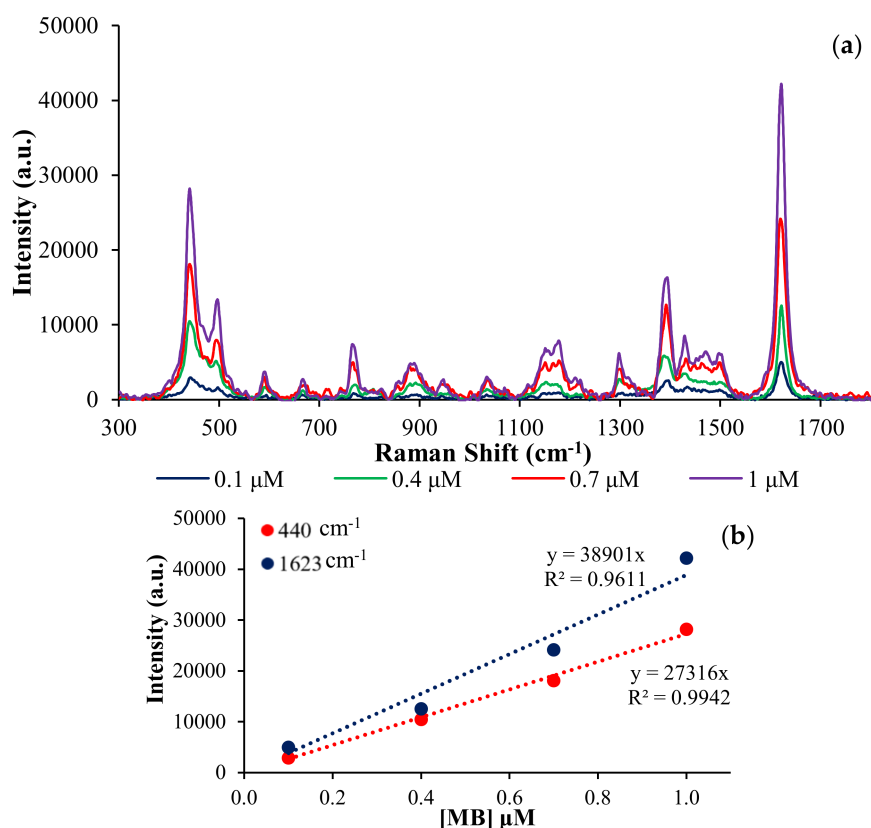 (a)
50000
40000
30000
20000
10000
0
Intensity (a.u.)
300 500 700 900 1100 1300 1500 1700
Raman Shift (cm⁻¹)
0.1 μM 0.4 μM 0.7 μM 1 μM
(b)
440 cm⁻¹
1623 cm⁻¹
y = 38901x
R² = 0.9611
y = 27316x
R² = 0.9942
50000
40000
30000
20000
10000
0
Intensity (a.u.)
0.0 0.2 0.4 0.6 0.8 1.0
[MB] μM